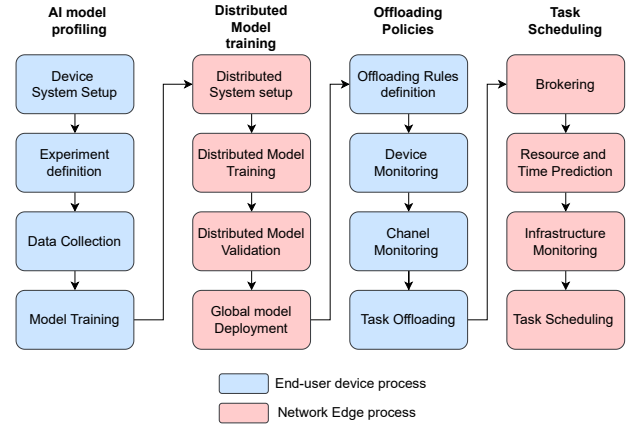 AI model
profiling
Device
System Setup
Experiment
definition
Data Collection
Model Training
Distributed
Model
training
Distributed
System setup
Distributed Model
Training
Distributed Model
Validation
Global model
Deployment
Offloading
Policies
Offloading Rules
definition
Device
Monitoring
Chanel
Monitoring
Task Offloading
Task
Scheduling
Brokering
Resource and
Time Prediction
Infrastructure
Monitoring
Task Scheduling
End-user device process
Network Edge process